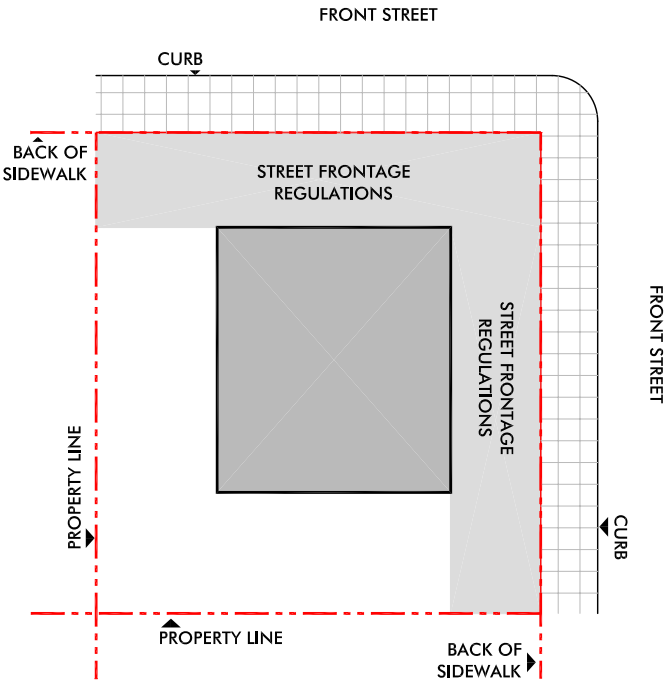 FRONT STREET
CURB
BACK OF
SIDEWALK
STREET FRONTAGE
REGULATIONS
FRONT STREET
STREET FRONTAGE
REGULATIONS
PROPERTY LINE
CURB
PROPERTY LINE
BACK OF
SIDEWALK